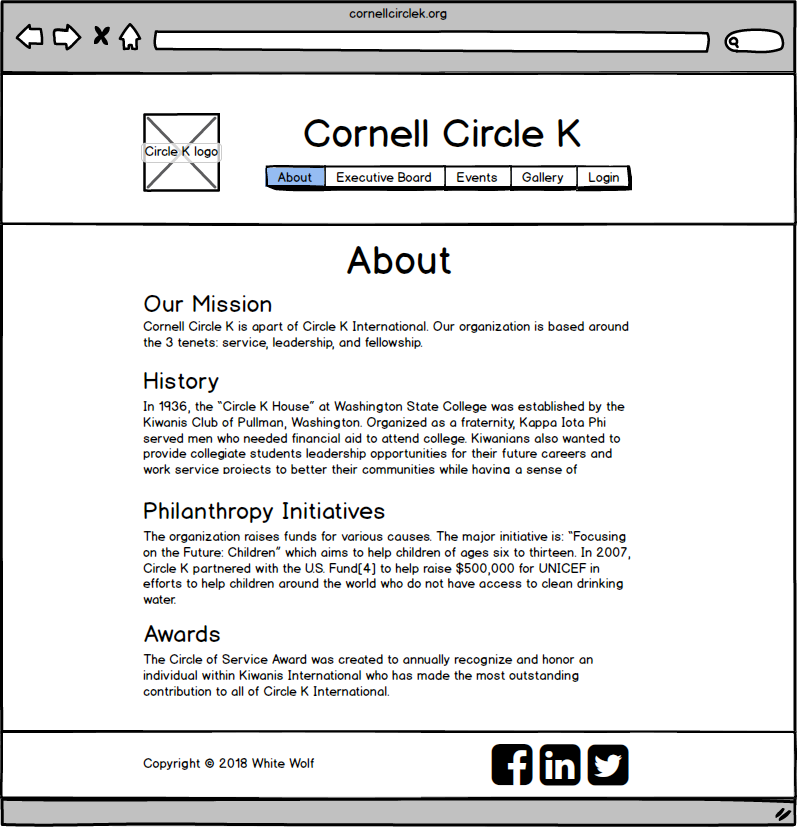 cornellcirclek.org
Circle K logo
Cornell Circle K
About Executive Board Events Gallery Login
About
Our Mission
Cornell Circle K is apart of Circle K International. Our organization is based around
the 3 tenets: service, leadership, and fellowship.
History
In 1936, the "Circle K House" at Washington State College was established by the
Kiwanis Club of Pullman, Washington. Organized as a fraternity, Kappa Iota Phi
served men who needed financial aid to attend college. Kiwanians also wanted to
provide collegiate students leadership opportunities for their future careers and
work service projects to better their communities while having a sense of
Philanthropy Initiatives
The organization raises funds for various causes. The major initiative is: "Focusing
on the Future: Children" which aims to help children of ages six to thirteen. In 2007,
Circle K partnered with the U.S. Fund[4] to help raise $500,000 for UNICEF in
efforts to help children around the world who do not have access to clean drinking
water.
Awards
The Circle of Service Award was created to annually recognize and honor an
individual within Kiwanis International who has made the most outstanding
contribution to all of Circle K International.
Copyright © 2018 White Wolf